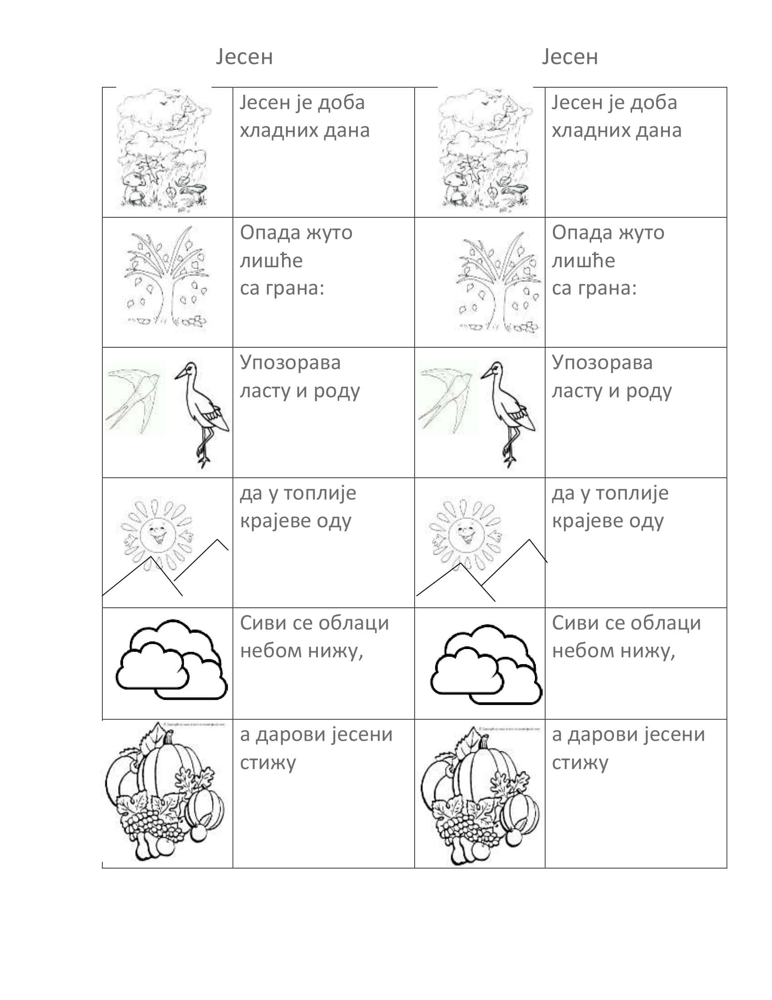 Јесен
Јесен је доба
хладних дана
Опада жуто
лишће
са грана:
Упозорава
ласту и роду
да у топлије
крајеве оду
Сиви се облаци
небом нижу,
а дарови јесени
стижу
Јесен
Јесен је доба
хладних дана
Опада жуто
лишће
са грана:
Упозорава
ласту и роду
да у топлије
крајеве оду
Сиви се облаци
небом нижу,
а дарови јесени
стижу